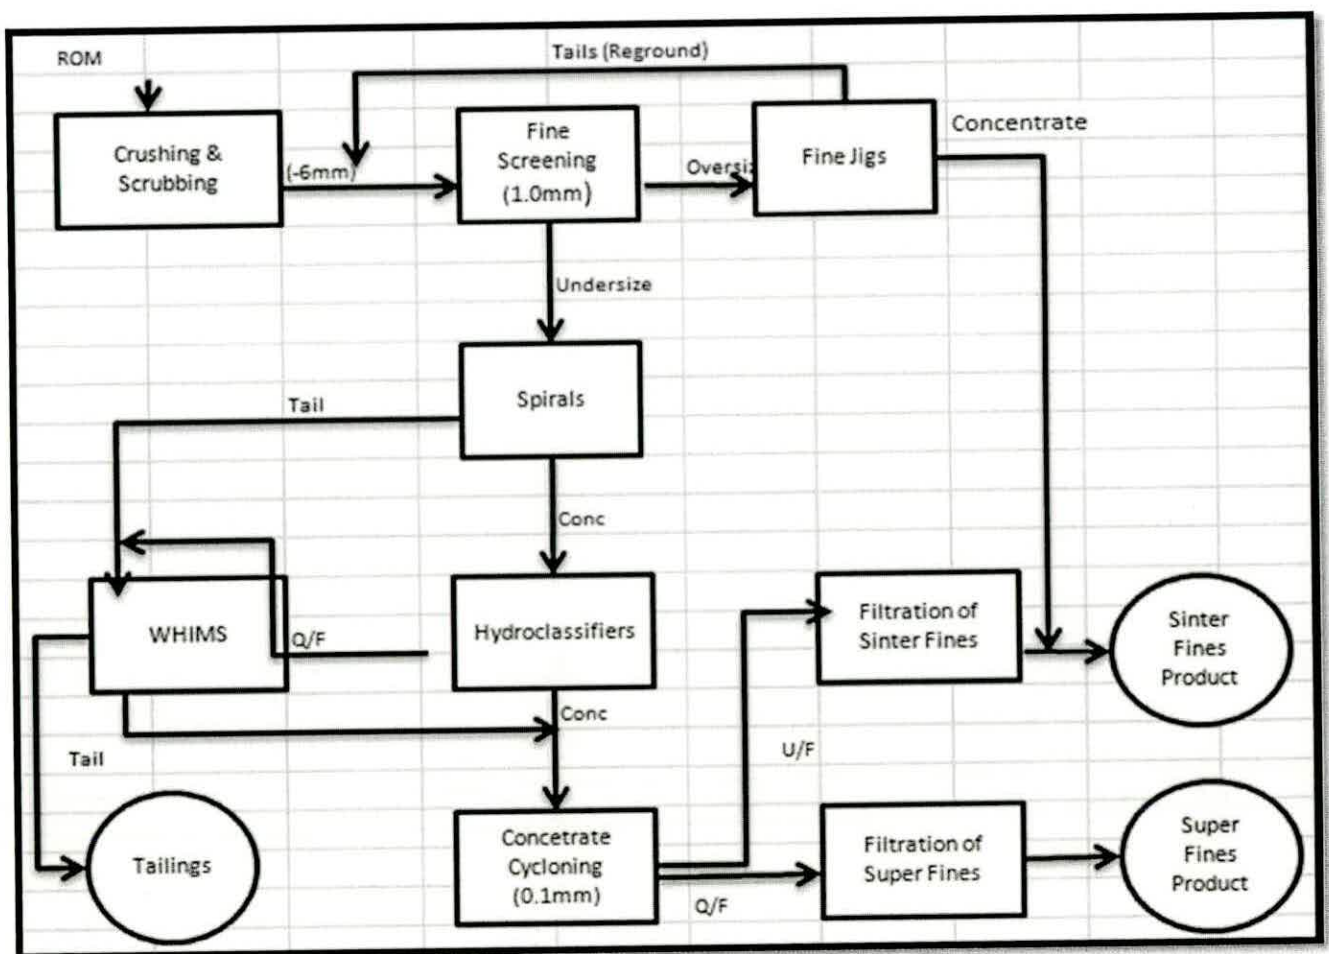 ROM
Tails (Reground)
Crushing &
Scrubbing
(-6mm)
Fine
Screening
(1.0mm)
Oversiz
Fine Jigs
Concentrate
Undersize
Spirals
Tail
Conc
WHIMS
Q/F
Hydroclassifiers
Filtration of
Sinter Fines
Sinter
Fines
Product
Conc
U/F
Tail
Tailings
Concetrate
Cycloning
(0.1mm)
Q/F
Filtration of
Super Fines
Super
Fines
Product